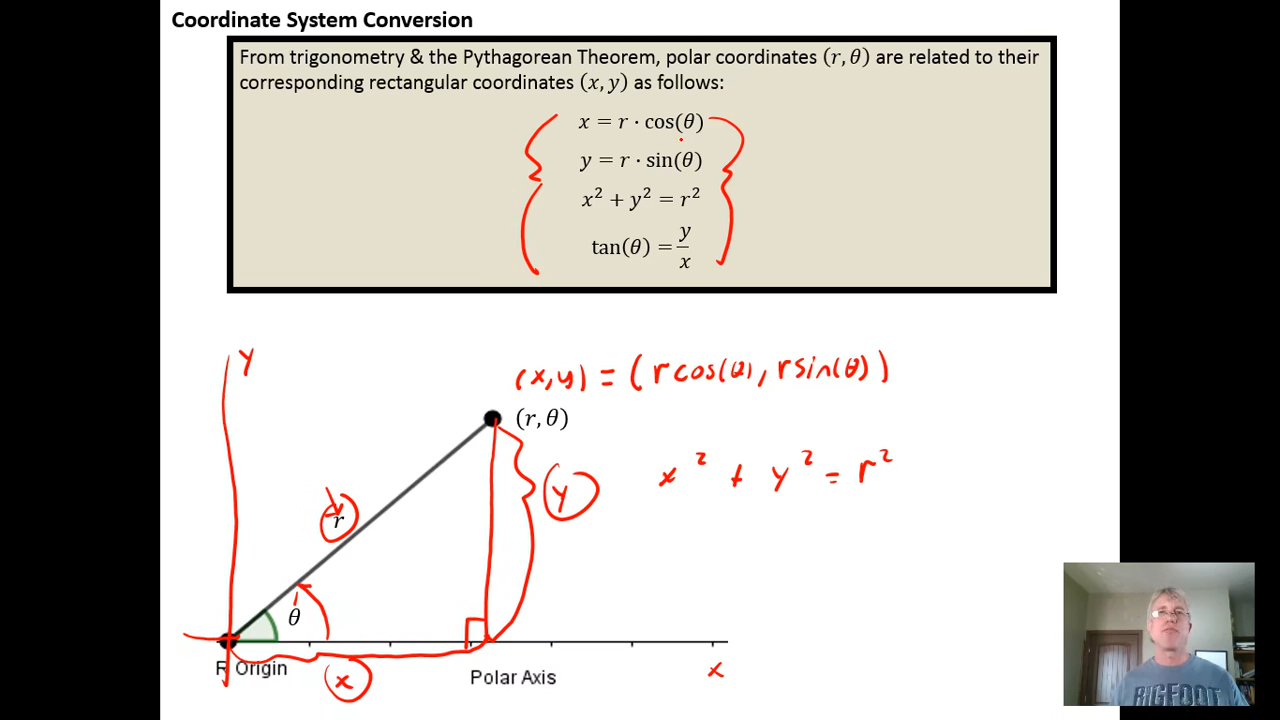 Coordinate System Conversion
From trigonometry & the Pythagorean Theorem, polar coordinates (r, θ) are related to their
corresponding rectangular coordinates (x, y) as follows:
x = r · cos(θ)
y = r · sin(θ)
x² + y² = r²
tan(θ) = y/x
y
(x,y) = (r cos(θ), r sin(θ))
(r, θ)
x² + y² = r²
y
r
θ
Origin
x
Polar Axis
x
BIGFOOT